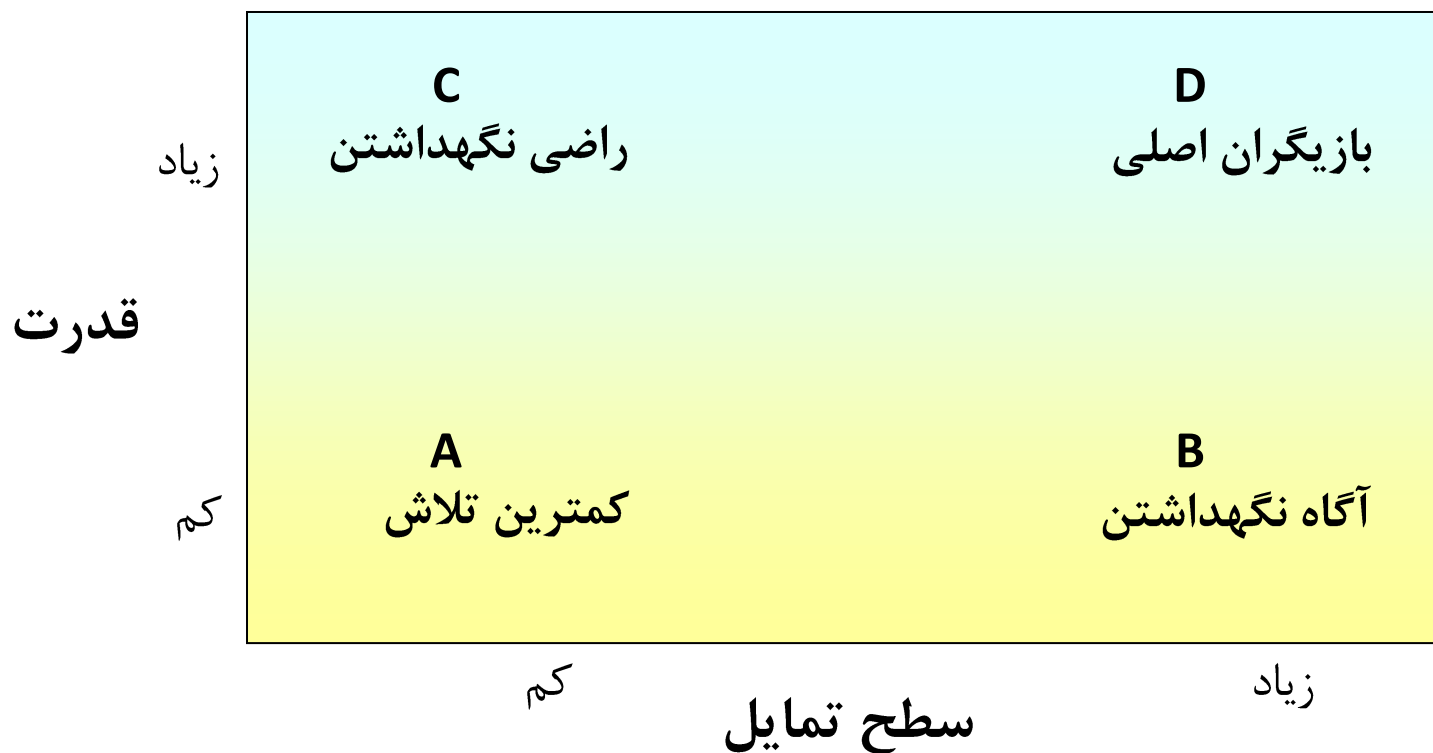 C
راضی نگهداشتن
D
بازیگران اصلی
زیاد
قدرت
A
کمترین تلاش
B
آگاه نگهداشتن
کم
کم
زیاد
سطح تمایل